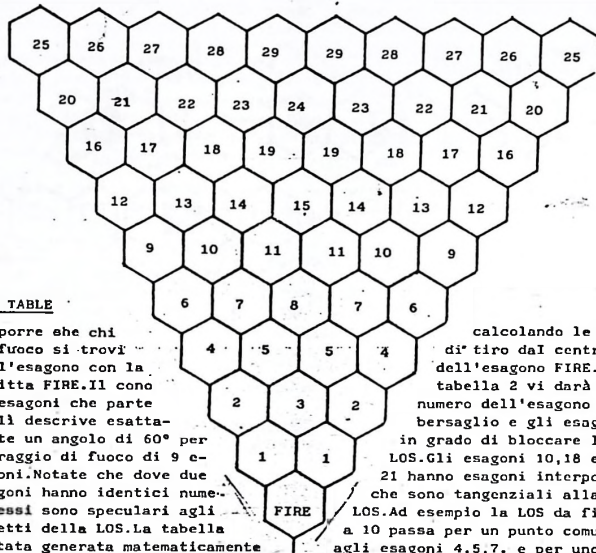 25 26 27 28 29 29 28 27 26 25
20 21 22 23 24 23 22 21 20
16 17 18 19 19 18 17 16
12 13 14 15 14 13 12
9 10 11 11 10 9
6 7 8 7 6
4 5 5 4
2 3 2
1 1
FIRE
TABLE
porre she chi
fuoco si trovi
l'esagono con la
itta FIRE.Il cono
esagoni che parte
lì descrive esatta-
te un angolo di 60° per
raggio di fuoco di 9 e-
oni.Notate che dove due
goni hanno identici nume-
essi sono speculari agli
etti della LOS.La tabella
tata generata matematicamente
calcolando le
di tiro daI centr
dell'esagono FIRE.
tabella 2 vi darà
numero dell'esagono
bersaglio e gli esag
in grado di bloccare l
LOS.Gli esagoni 10,18 e
21 hanno esagoni interpo
che sono tangenziali alla
LOS.Ad esempio la LOS da fi
a 10 passa per un punto comu
agli esagoni 4.5.7. e per uno